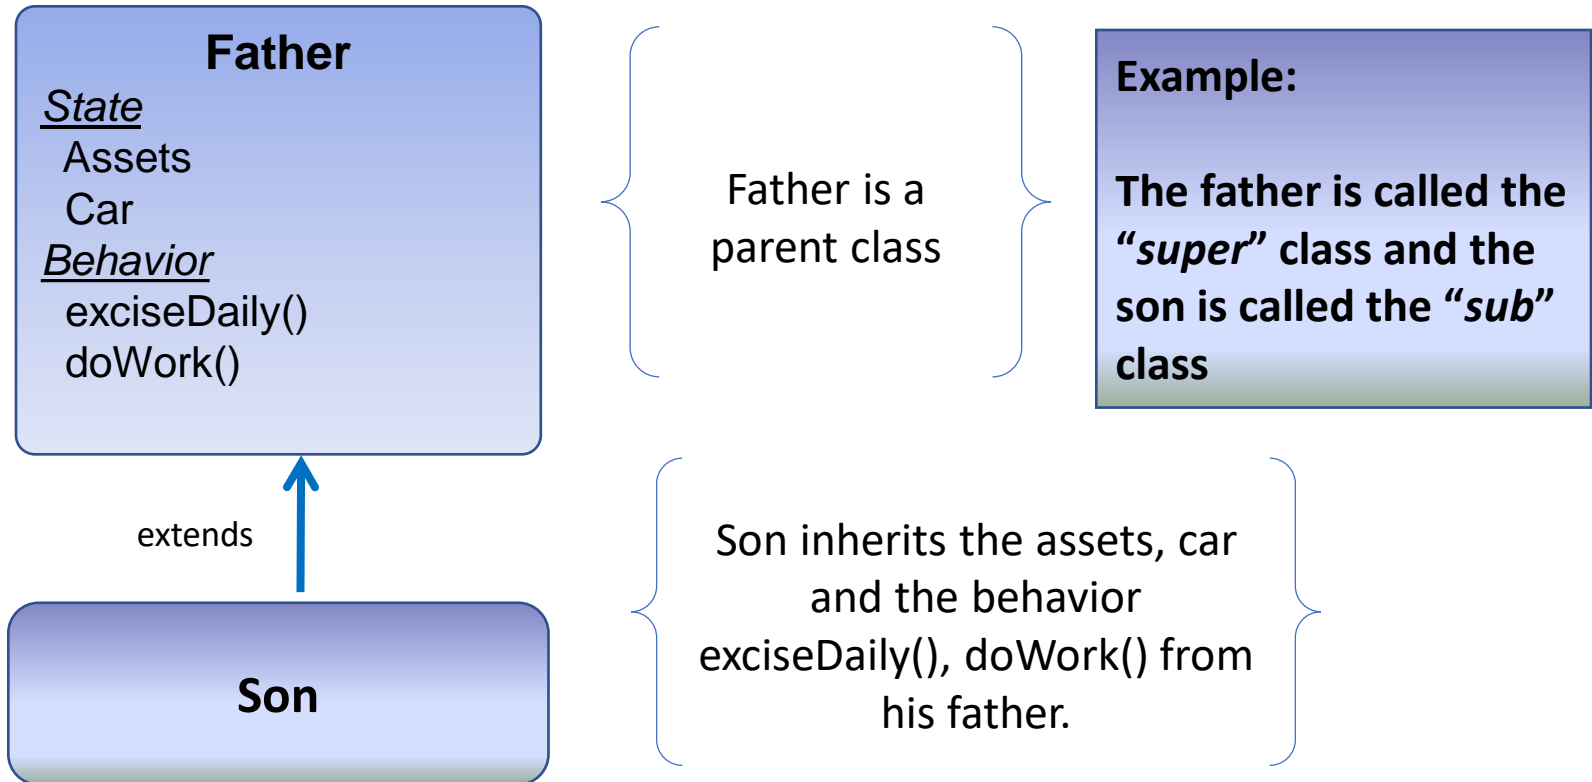 Father
State
Assets
Car
Behavior
exciseDaily()
doWork()
Father is a
parent class
Example:
The father is called the
“super” class and the
son is called the “sub”
class
extends
Son
Son inherits the assets, car
and the behavior
exciseDaily(), doWork() from
his father.